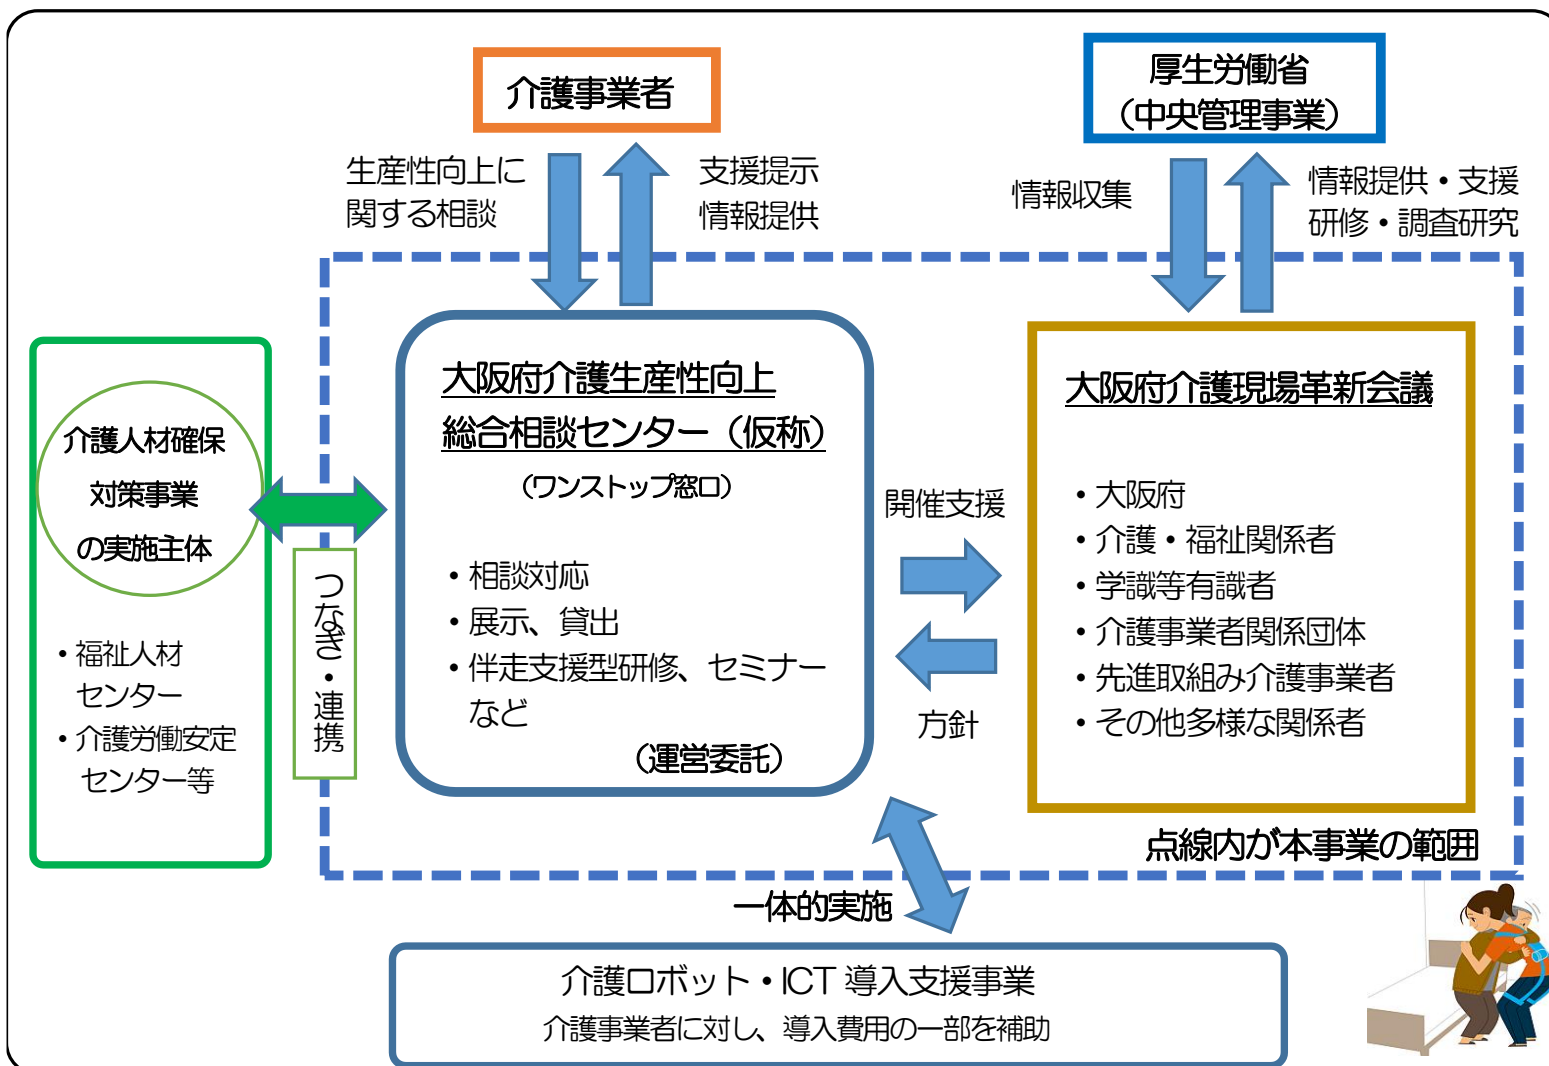 介護事業者
厚生労働省
（中央管理事業）
生産性向上に
関する相談
支援提示
情報提供
情報収集
情報提供・支援
研修・調査研究
介護人材確保
対策事業
の実施主体
・福祉人材
センター
・介護労働安定
センター等
つなぎ・連携
大阪府介護生産性向上
総合相談センター（仮称）
（ワンストップ窓口）
・相談対応
・展示、貸出
・伴走支援型研修、セミナー
など
（運営委託）
開催支援
方針
大阪府介護現場革新会議
・大阪府
・介護・福祉関係者
・学識等有識者
・介護事業者関係団体
・先進取組み介護事業者
・その他多様な関係者
点線内が本事業の範囲
一体的実施
介護ロボット・ICT 導入支援事業
介護事業者に対し、導入費用の一部を補助